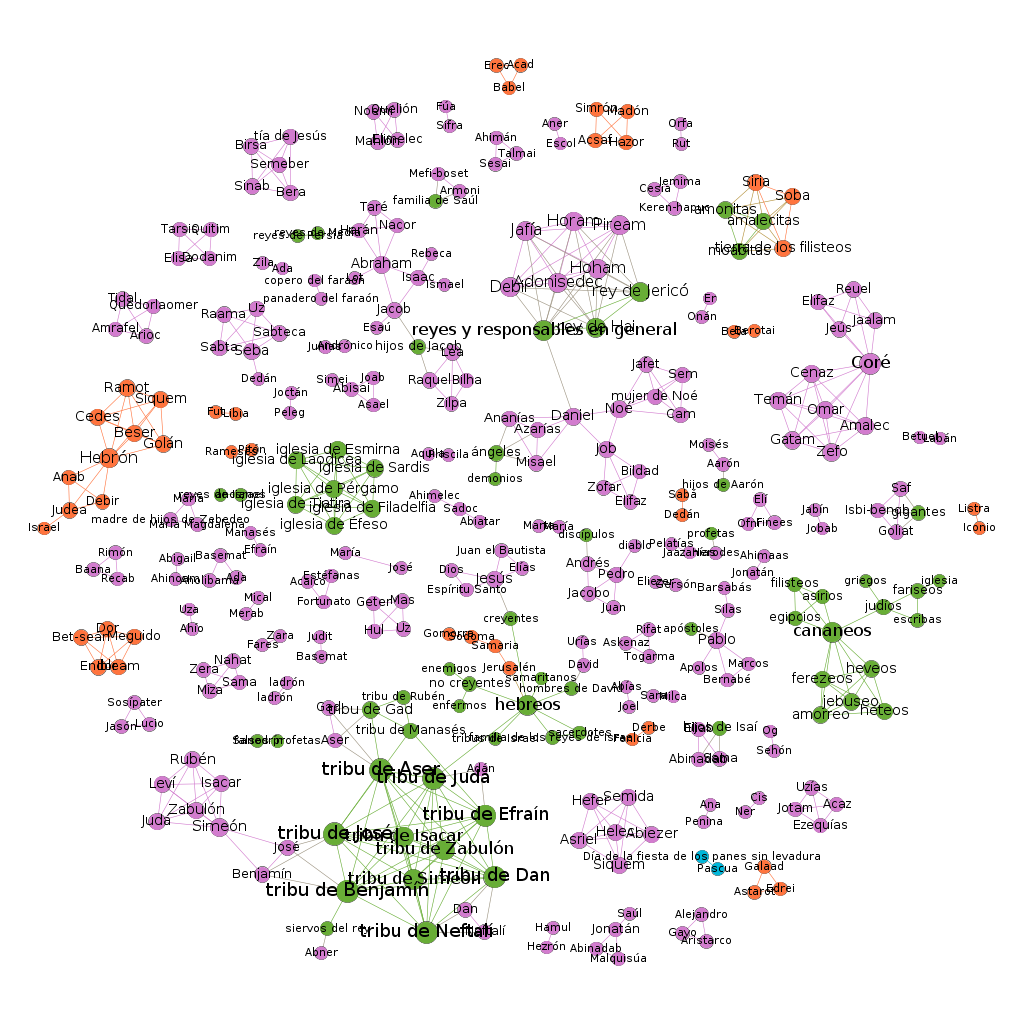 Erec
Acad
Babel
Noemí
Quelión
Mahlón
Elimelec
Fúa
Sifra
Aner
Escol
Simrón
Madón
Acsaf
Hazor
Orfa
Rut
tía de Jesús
Birsa
Semeber
Sinab
Bera
Ahimán
Talmai
Sesai
Mefi-boset
Armoni
familia de Saúl
Cesia
Jemima
Keren-hapuc
Siria
Soba
amonitas
amalecitas
moabitas
tierra de los filisteos
Tarsis
Quitim
Elisa
Dodanim
reyes de Persia
reyes de Media
Taré
Nacor
Harán
Abraham
Lot
Rebeca
Isaac
Ismael
Jacob
Esaú
Zila
Ada
copero del faraón
panadero del faraón
Jafía
Horam
Piream
Hoham
Debir
Adonisedec
rey de Jericó
reyes y responsables en general
rey de Hai
Er
Onán
Beta
Berotai
Reuel
Elifaz
Jaalam
Jeús
Coré
Cenaz
Temán
Omar
Amalec
Gatam
Zefo
Tidal
Quedorlaomer
Amrafel
Arioc
Raama
Uz
Sabteca
Sabta
Seba
Dedán
Junias
Andrónico
hijos de Jacob
Lea
Raquel
Bilha
Zilpa
Simei
Joab
Abisai
Asael
Joctán
Peleg
Jafet
Sem
mujer de Noé
Noé
Cam
Daniel
Ananías
Azarías
Misael
ángeles
demonios
Job
Bildad
Zofar
Elifaz
Ramot
Siquem
Cedes
Beser
Golán
Hebrón
Anab
Debir
Judea
Israel
Fut
Libia
Ramesés
Pitón
iglesia de Esmirna
iglesia de Laodicea
iglesia de Sardis
iglesia de Pérgamo
iglesia de Tiatira
iglesia de Filadelfia
iglesia de Éfeso
Aquila
Priscila
Moisés
Aarón
hijos de Aarón
Betuel
Labán
María
madre de hijos de Zebedeo
María Magdalena
Manasés
Efraín
Ahimelec
Sadoc
Abiatar
Marta
María
discípulos
Sabá
Dedán
Elí
Ofni
Finees
Jabín
Jobab
Saf
Isbi-benob
gigantes
Goliat
Listra
Iconio
Rimón
Baana
Recab
Abigail
Ahinoam
Basemat
Aholibama
Ada
María
José
Estéfanas
Acaico
Fortunato
Juan el Bautista
Dios
Elías
Jesús
Espíritu Santo
creyentes
Andrés
diablo
Pedro
Jacobo
Juan
Pelatías
Jaazanías
profetas
Herodes
Ahimaas
Jonatán
Eliezer
Gersón
Barsabás
Silas
apóstoles
Pablo
Apolos
Marcos
Bernabé
filisteos
asirios
egipcios
cananeos
griegos
judíos
fariseos
iglesia
escribas
ferezeos
heveos
jebuseo
amorreo
heteos
Uza
Ahío
Mical
Merab
Geter
Mas
Hul
Uz
Dor
Bet-seán
Meguido
Endor
Ibleam
Zara
Fares
Judit
Basemat
Nahat
Zera
Sama
Miza
ladrón
ladrón
Gomorra
Sodoma
Samaria
Jerusalén
enemigos
no creyentes
enfermos
samaritanos
hebreos
hombres de David
Urías
David
Rifat
Askenaz
Togarma
Abías
Joel
Sara
Milca
tribu de Rubén
tribu de Gad
tribu de Manasés
Gad
Aser
tribus de Israel
familia de los reyes de Israel
sacerdotes
Derbe
hijos de Isaí
Eliab
Abinadab
Sama
Og
Sehón
Sosípater
Jasón
Lucio
falsos profetas
Rubén
Leví
Isacar
Zabulón
Juda
Simeón
José
Benjamín
tribu de Aser
tribu de Judá
Adán
tribu de Efraín
tribu de José
tribu de Isacar
tribu de Zabulón
tribu de Simeón
tribu de Dan
tribu de Benjamín
tribu de Neftalí
Dan
Neftalí
siervos del rey
Abner
Semida
Hefer
Helec
Asriel
Abiezer
Siquem
Ana
Penina
Cis
Ner
Uzías
Jotam
Acaz
Ezequías
Día de la fiesta de los panes sin levadura
Pascua
Galaad
Astarot
Edrei
Hamul
Hezrón
Saúl
Jonatán
Abinadab
Malquisúa
Alejandro
Gayo
Aristarco